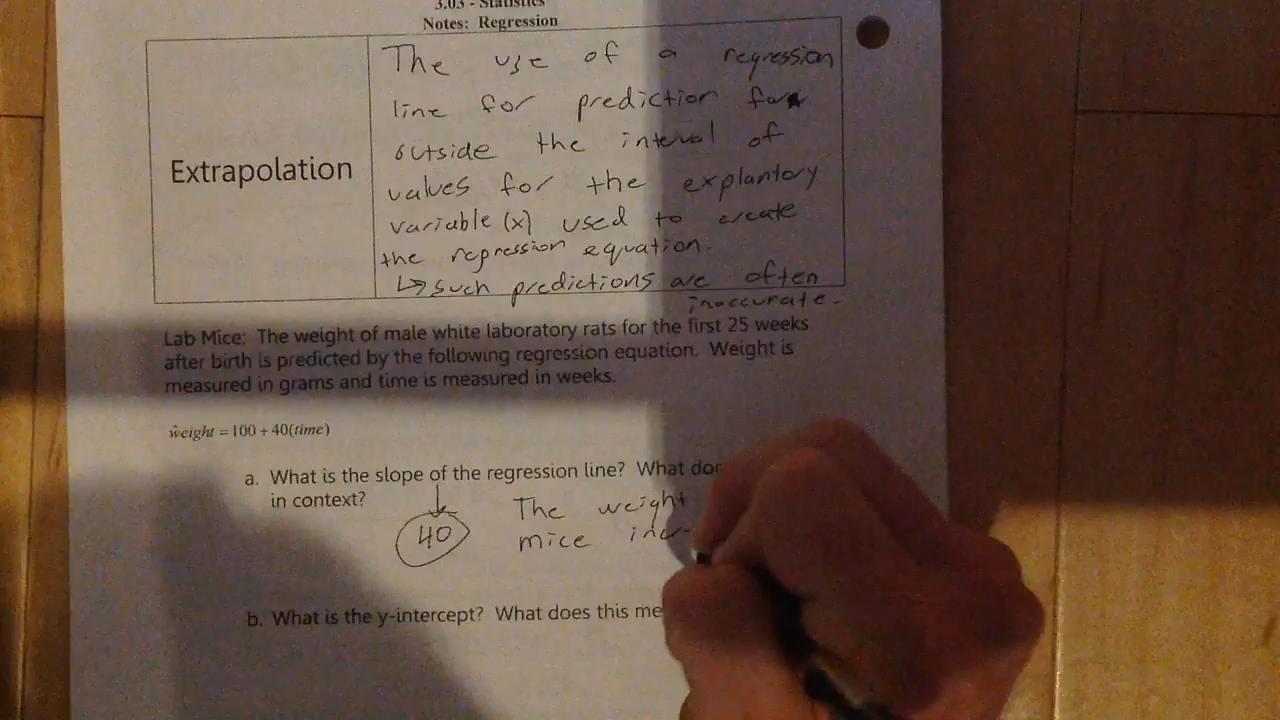 3.03 - Statistics
Notes: Regression
Extrapolation
The use of a regression
line for prediction far
outside the interval of
values for the explantory
variable (x) used to create
the regression equation.
↳ such predictions are often
inaccurate.
Lab Mice: The weight of male white laboratory rats for the first 25 weeks
after birth is predicted by the following regression equation. Weight is
measured in grams and time is measured in weeks.
ŵeight = 100 + 40(time)
a. What is the slope of the regression line? What
in context?
40
The weight
mice
b. What is the y-intercept? What does this